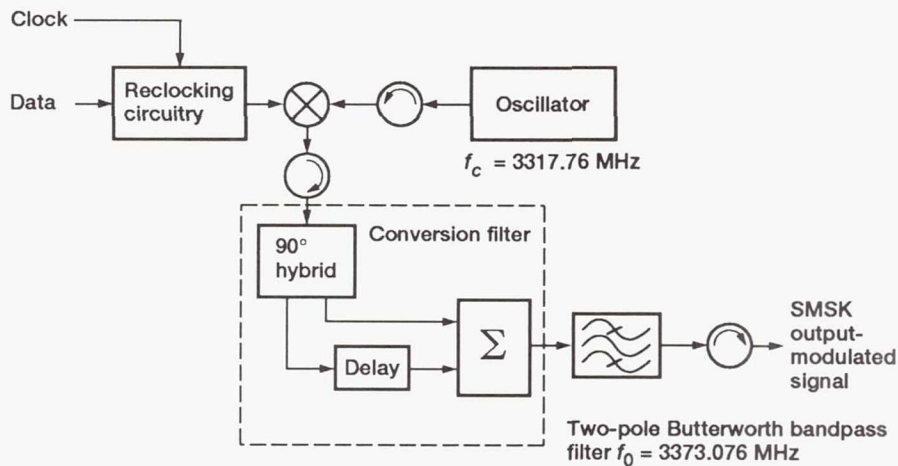 Clock
Data
Reclocking
circuitry
Oscillator
f_c = 3317.76 MHz
Conversion filter
90°
hybrid
Σ
Delay
SMSK
output-
modulated
signal
Two-pole Butterworth bandpass
filter f_0 = 3373.076 MHz